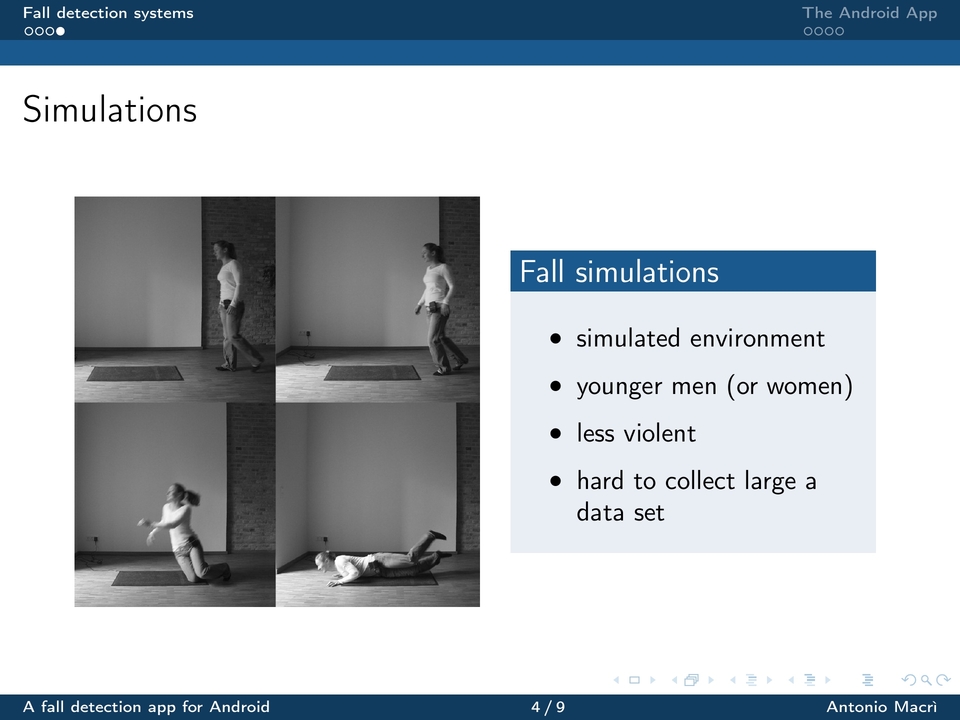 Fall detection systems
The Android App
Simulations
Fall simulations
• simulated environment
• younger men (or women)
• less violent
• hard to collect large a
data set
A fall detection app for Android
4 / 9
Antonio Macrì